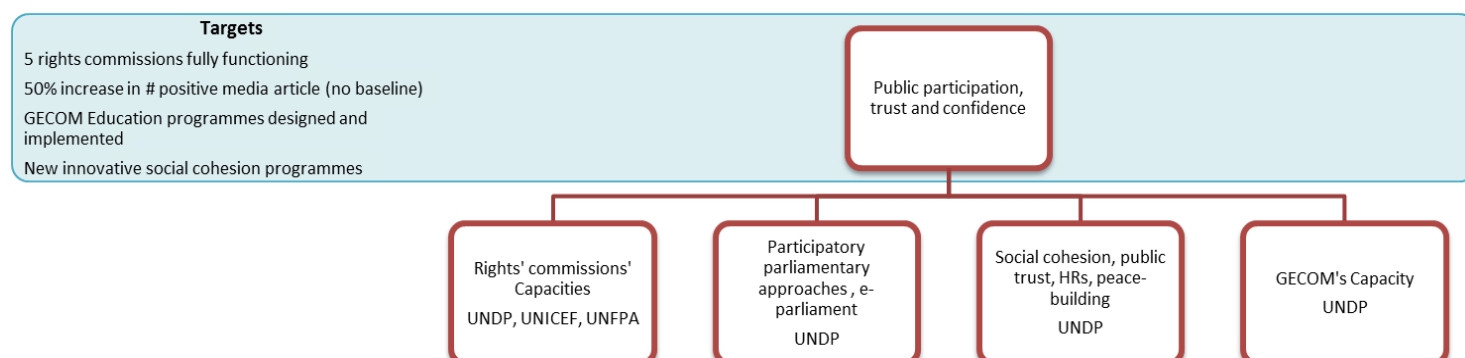 Targets
5 rights commissions fully functioning
50% increase in # positive media article (no baseline)
GECOM Education programmes designed and
implemented
New innovative social cohesion programmes
Public participation,
trust and confidence
Rights' commissions'
Capacities
UNDP, UNICEF, UNFPA
Participatory
parliamentary
approaches , e-
parliament
UNDP
Social cohesion, public
trust, HRs, peace-
building
UNDP
GECOM's Capacity
UNDP